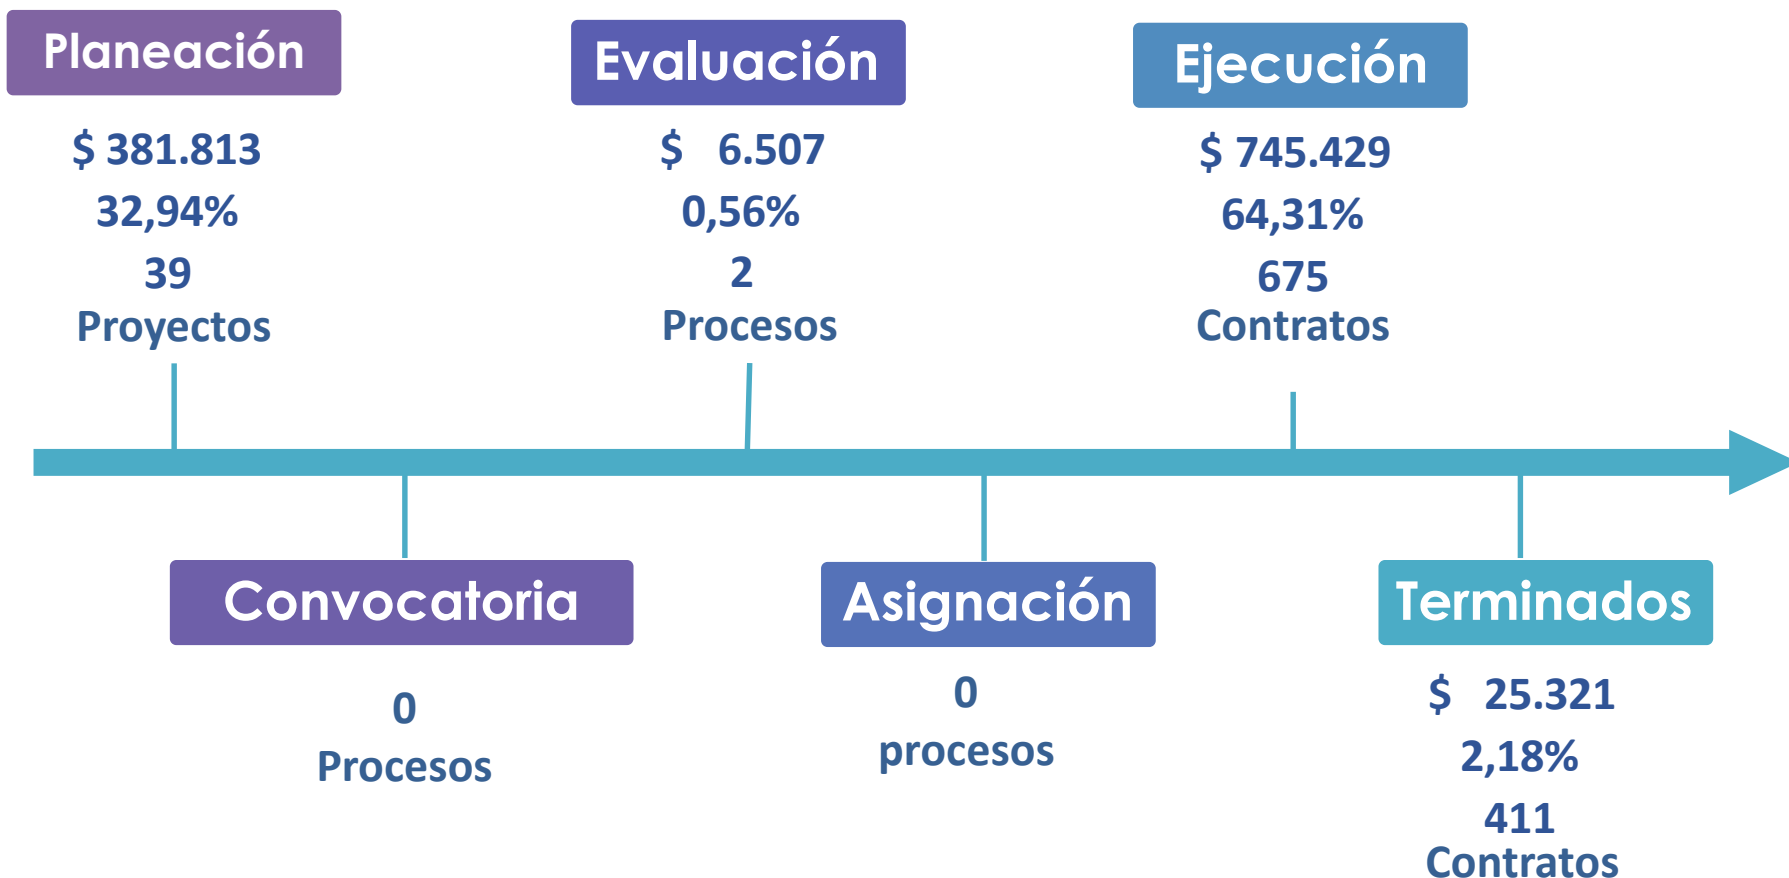 Planeación
$ 381.813
32,94%
39
Proyectos
Evaluación
$ 6.507
0,56%
2
Procesos
Ejecución
$ 745.429
64,31%
675
Contratos
Convocatoria
0
Procesos
Asignación
0
procesos
Terminados
$ 25.321
2,18%
411
Contratos